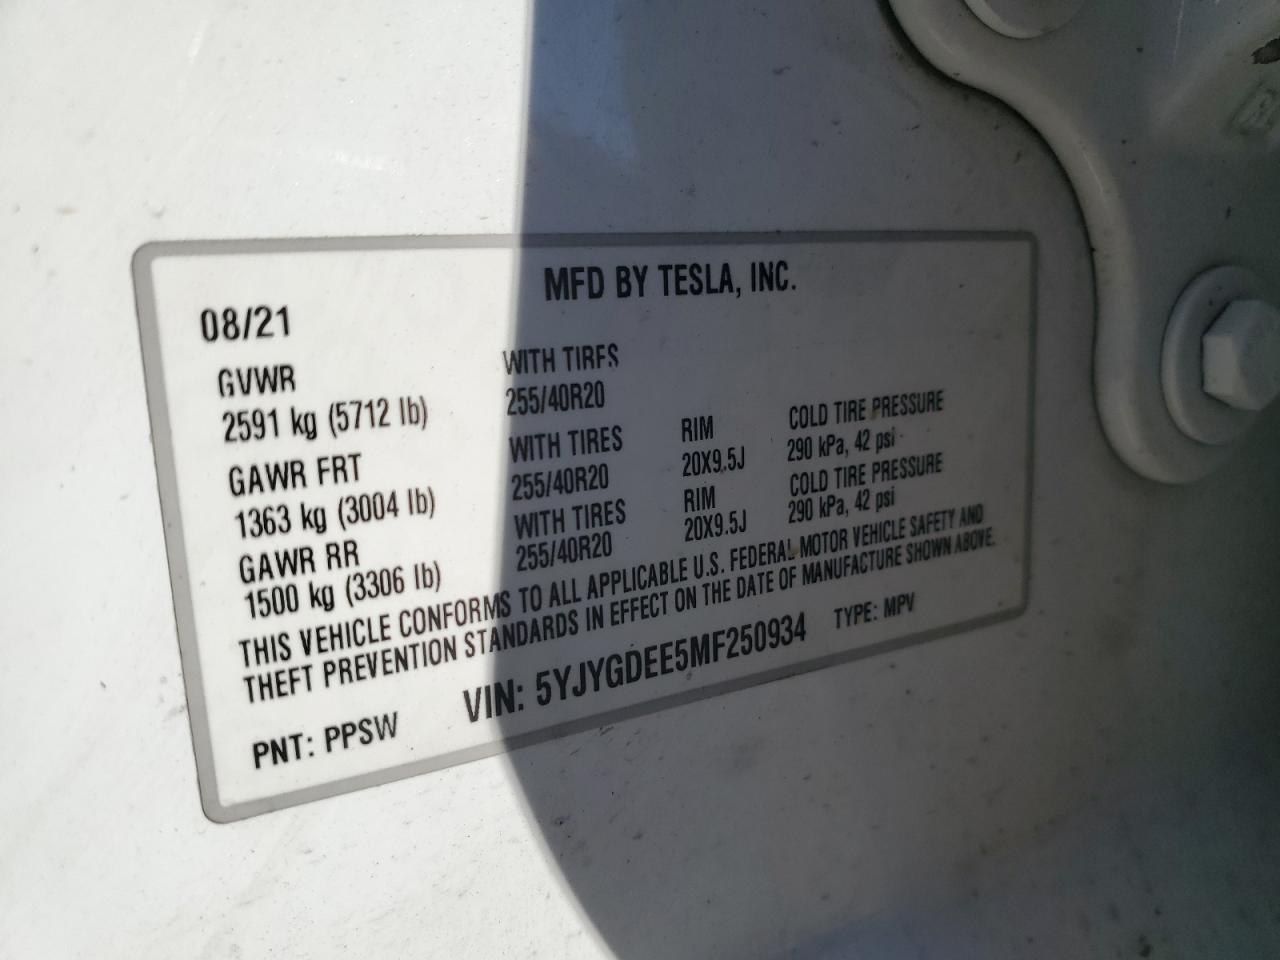 MFD BY TESLA, INC.
08/21
GVWR WITH TIRES
2591 kg (5712 lb) 255/40R20
GAWR FRT WITH TIRES RIM COLD TIRE PRESSURE
1363 kg (3004 lb) 255/40R20 20X9.5J 290 kPa, 42 psi
GAWR RR WITH TIRES RIM COLD TIRE PRESSURE
1500 kg (3306 lb) 255/40R20 20X9.5J 290 kPa, 42 psi
THIS VEHICLE CONFORMS TO ALL APPLICABLE U.S. FEDERAL MOTOR VEHICLE SAFETY AND
THEFT PREVENTION STANDARDS IN EFFECT ON THE DATE OF MANUFACTURE SHOWN ABOVE.
PNT: PPSW VIN: 5YJYGDEE5MF250934 TYPE: MPV